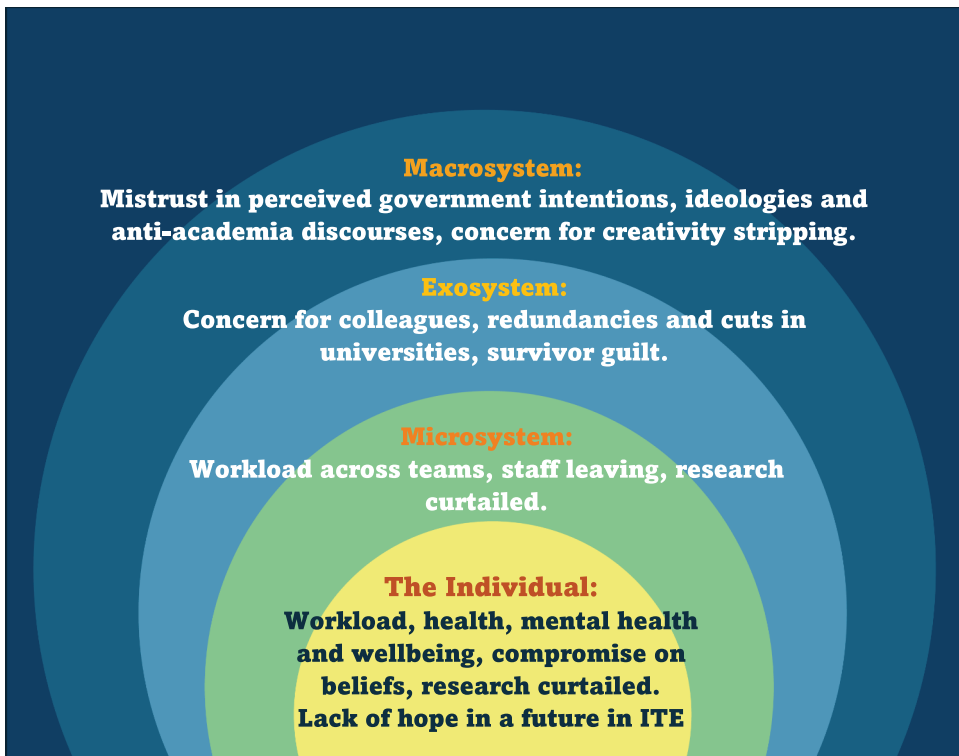 Macrosystem:
Mistrust in perceived government intentions, ideologies and
anti-academia discourses, concern for creativity stripping.
Exosystem:
Concern for colleagues, redundancies and cuts in
universities, survivor guilt.
Microsystem:
Workload across teams, staff leaving, research
curtailed.
The Individual:
Workload, health, mental health
and wellbeing, compromise on
beliefs, research curtailed.
Lack of hope in a future in ITE